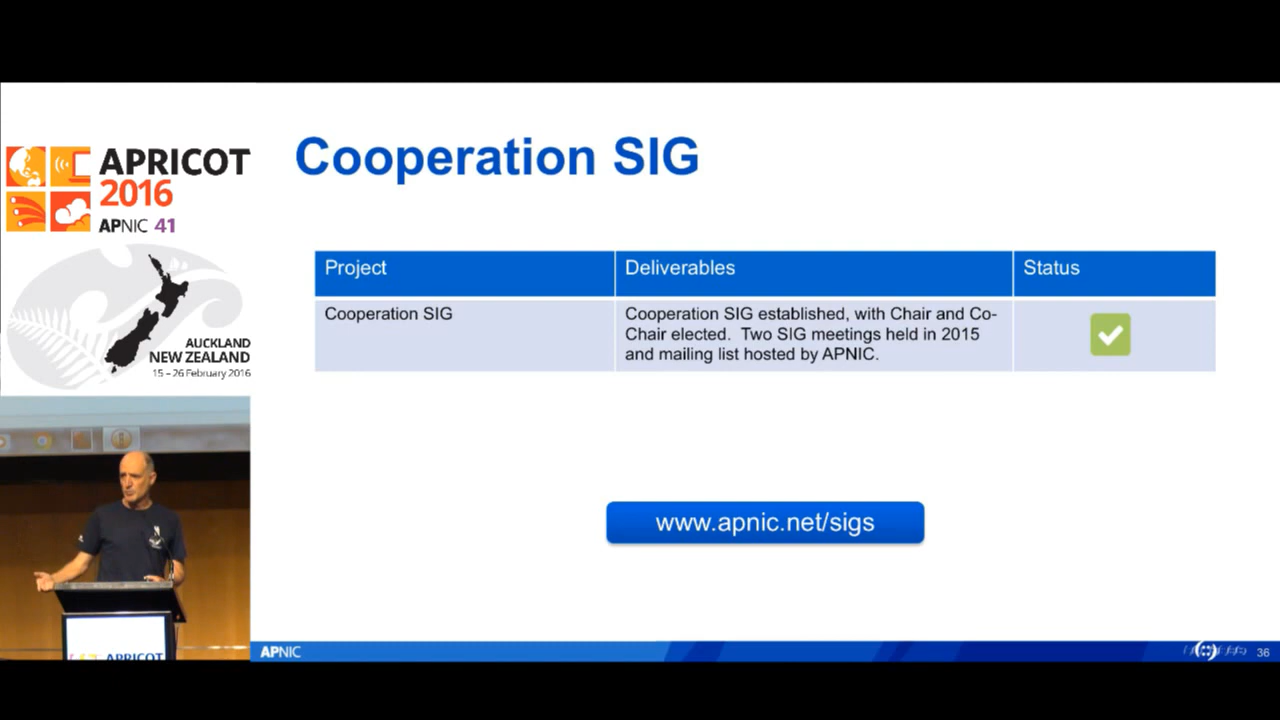 APRICOT
2016
APNIC 41
AUCKLAND
NEW ZEALAND
15 – 26 February 2016
Cooperation SIG
Project
Deliverables
Status
Cooperation SIG
Cooperation SIG established, with Chair and Co-
Chair elected.  Two SIG meetings held in 2015
and mailing list hosted by APNIC.
www.apnic.net/sigs
APRICOT
APNIC
36